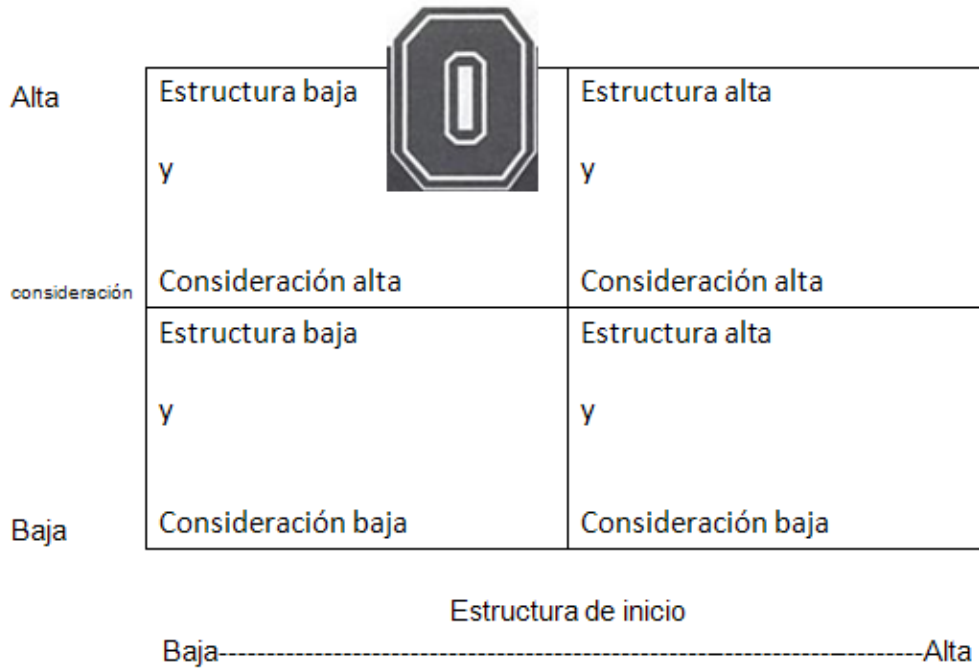 Alta
Estructura baja
Estructura alta
y
y
consideración
Consideración alta
Consideración alta
Estructura baja
Estructura alta
y
y
Baja
Consideración baja
Consideración baja
Estructura de inicio
Baja-----------------------------------------------------------------------Alta